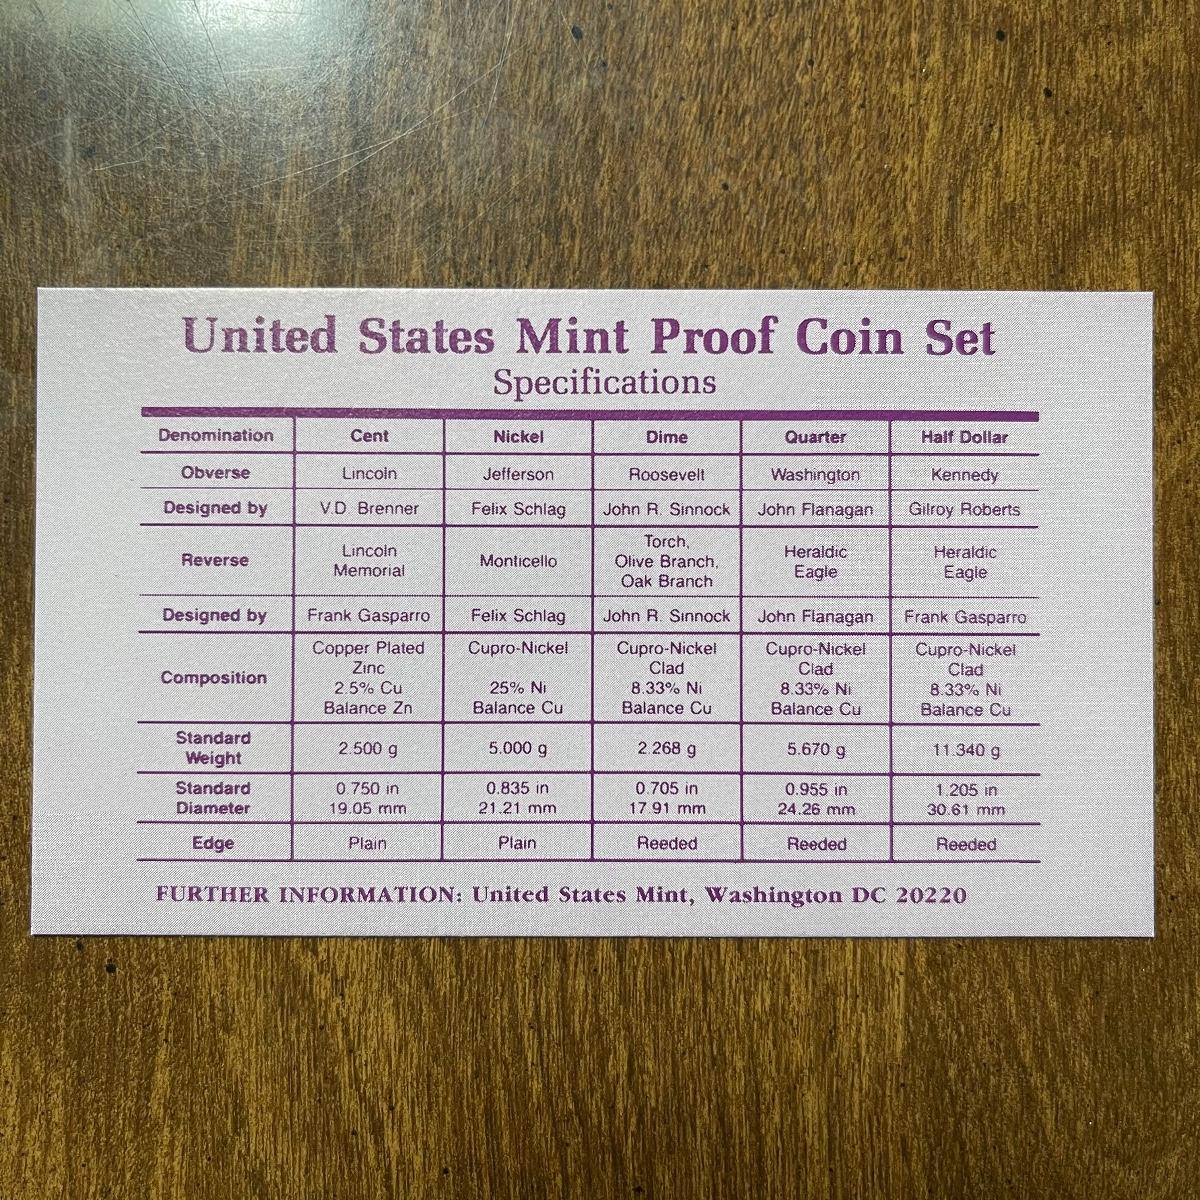 United States Mint Proof Coin Set
Specifications
Denomination Cent Nickel Dime Quarter Half Dollar
Obverse Lincoln Jefferson Roosevelt Washington Kennedy
Designed by V.D. Brenner Felix Schlag John R. Sinnock John Flanagan Gilroy Roberts
Reverse Lincoln Memorial Monticello Torch, Olive Branch, Oak Branch Heraldic Eagle Heraldic Eagle
Designed by Frank Gasparro Felix Schlag John R. Sinnock John Flanagan Frank Gasparro
Composition Copper Plated Zinc 2.5% Cu Balance Zn Cupro-Nickel 25% Ni Balance Cu Cupro-Nickel Clad 8.33% Ni Balance Cu Cupro-Nickel Clad 8.33% Ni Balance Cu Cupro-Nickel Clad 8.33% Ni Balance Cu
Standard Weight 2.500 g 5.000 g 2.268 g 5.670 g 11.340 g
Standard Diameter 0.750 in 19.05 mm 0.835 in 21.21 mm 0.705 in 17.91 mm 0.955 in 24.26 mm 1.205 in 30.61 mm
Edge Plain Plain Reeded Reeded Reeded
FURTHER INFORMATION: United States Mint, Washington DC 20220